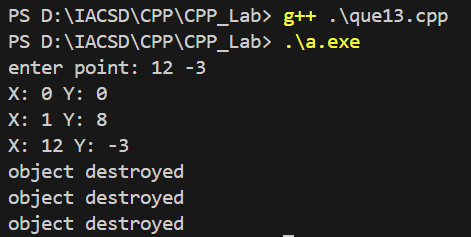 PS D:\IACSD\CPP\CPP_Lab> g++ .\que13.cpp
PS D:\IACSD\CPP\CPP_Lab> .\a.exe
enter point: 12 -3
X: 0 Y: 0
X: 1 Y: 8
X: 12 Y: -3
object destroyed
object destroyed
object destroyed